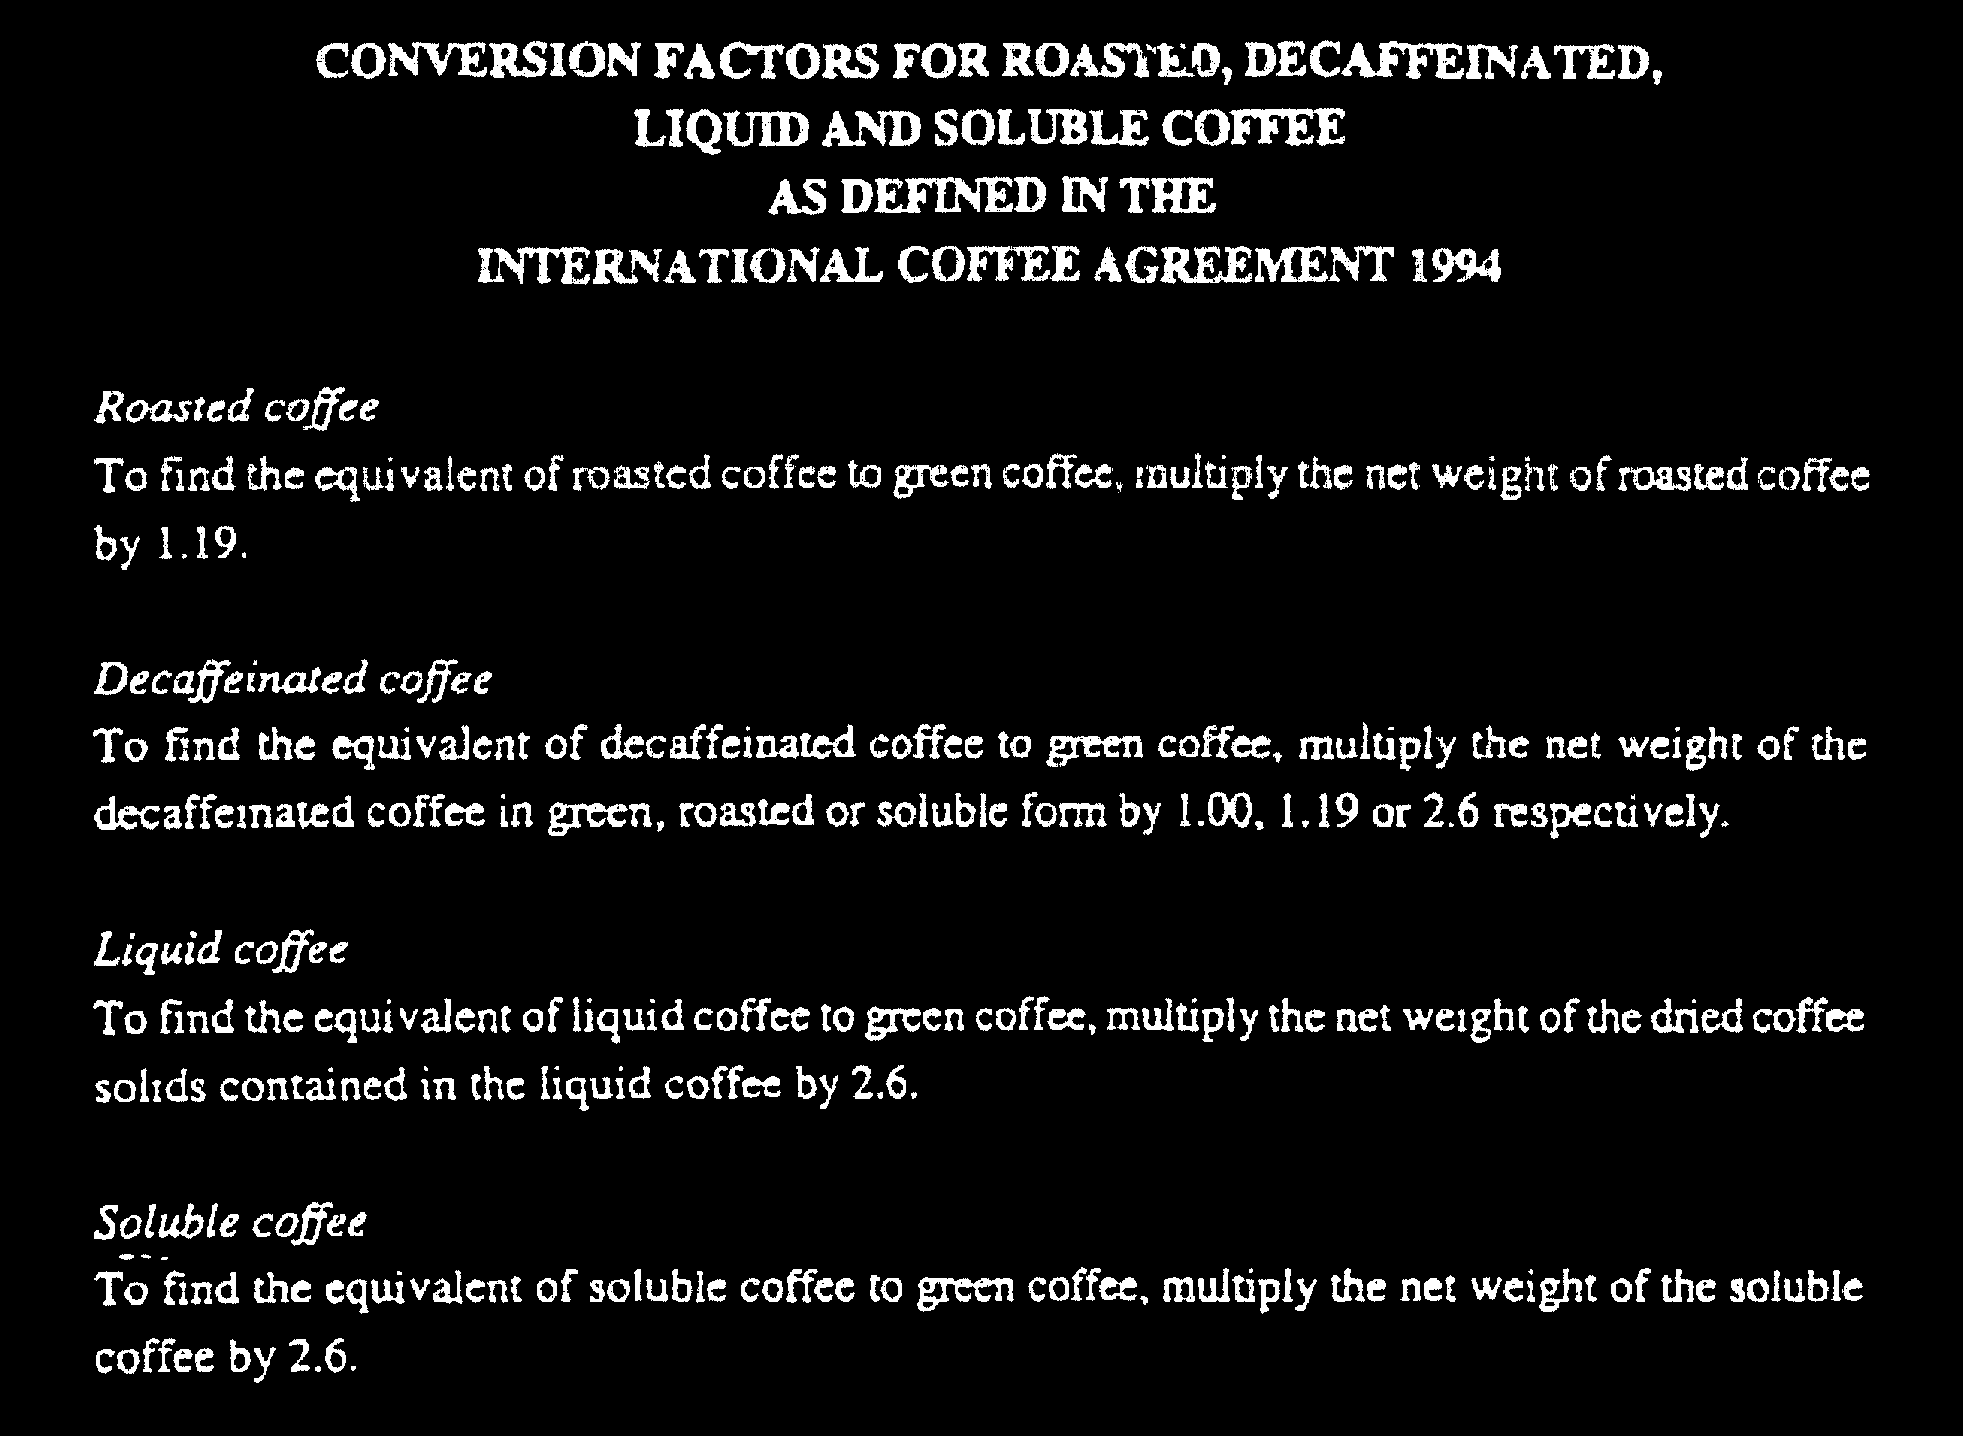 CONVERSION FACTORS FOR ROASTED, DECAFFEINATED,
LIQUID AND SOLUBLE COFFEE
AS DEFINED IN THE
INTERNATIONAL COFFEE AGREEMENT 1994
Roasted coffee
To find the equivalent of roasted coffee to green coffee, multiply the net weight of roasted coffee
by 1.19.
Decaffeinated coffee
To find the equivalent of decaffeinated coffee to green coffee, multiply the net weight of the
decaffeinated coffee in green, roasted or soluble form by 1.00, 1.19 or 2.6 respectively.
Liquid coffee
To find the equivalent of liquid coffee to green coffee, multiply the net weight of the dried coffee
solids contained in the liquid coffee by 2.6.
Soluble coffee
To find the equivalent of soluble coffee to green coffee, multiply the net weight of the soluble
coffee by 2.6.